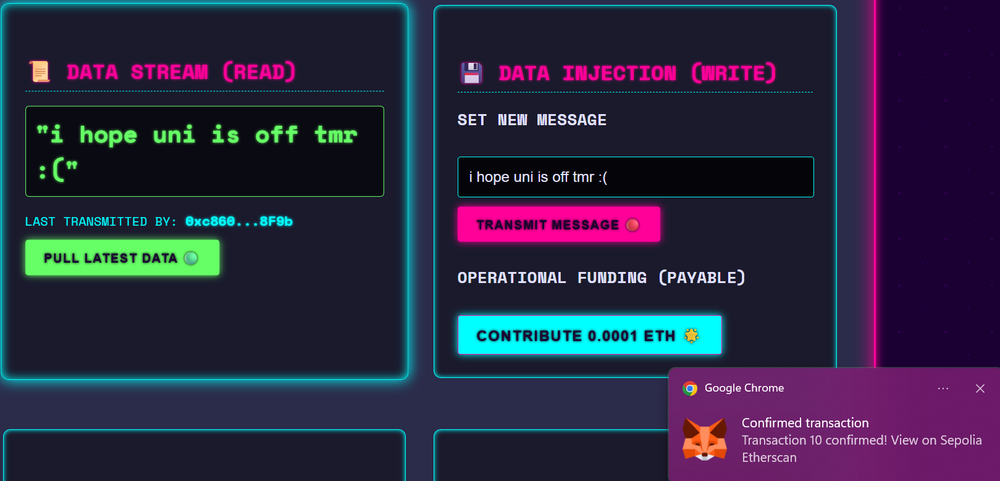 📜 DATA STREAM (READ)
"i hope uni is off tmr
:("
LAST TRANSMITTED BY: 0xc860...8F9b
PULL LATEST DATA
💾 DATA INJECTION (WRITE)
SET NEW MESSAGE
i hope uni is off tmr :(
TRANSMIT MESSAGE 🔴
OPERATIONAL FUNDING (PAYABLE)
CONTRIBUTE 0.0001 ETH 🌟
Google Chrome
Confirmed transaction
Transaction 10 confirmed! View on Sepolia
Etherscan